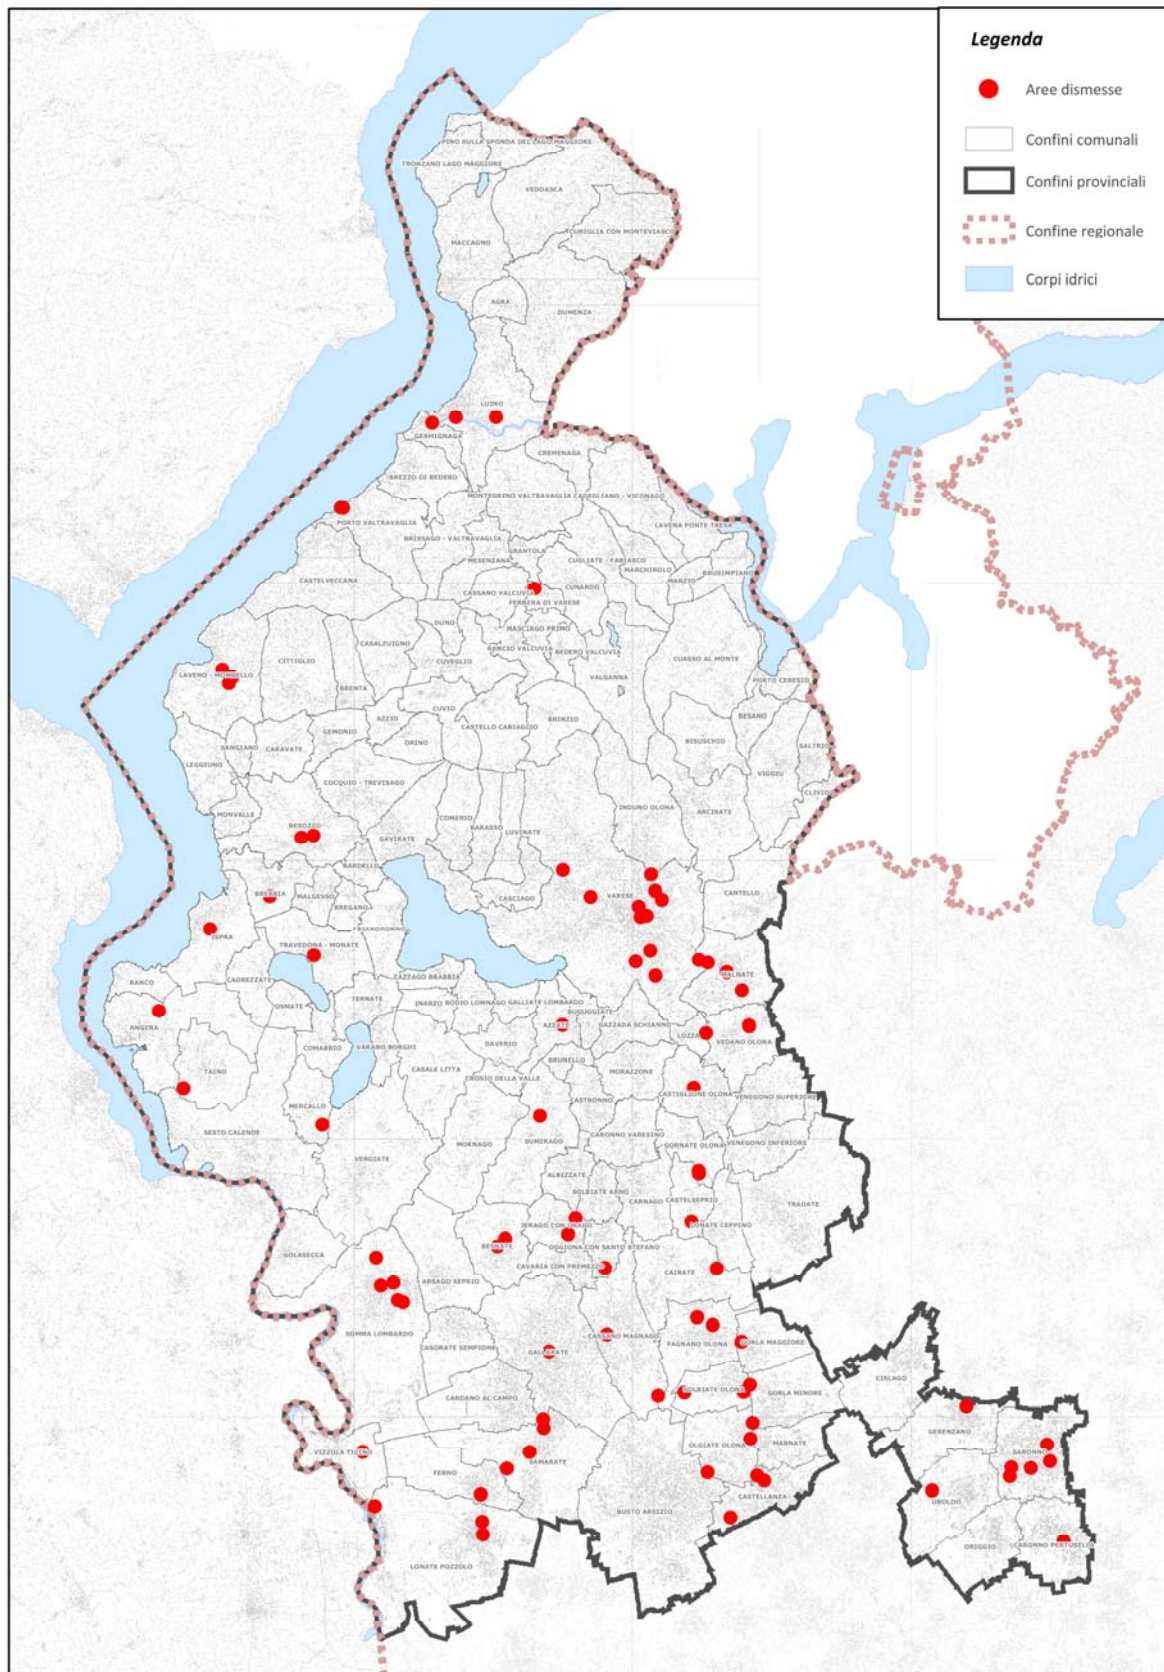 Legenda
Aree dismesse
Confini comunali
Confini provinciali
Confine regionale
Corpi idrici
PINO SULLA SPONDA DEL LAGO MAGGIORE
TRONZANO LAGO MAGGIORE
VEDDASCA
CURIGLIA CON MONTEVIASCO
MACCAGNO
AGRA
DUMENZA
LUINO
GERMIGNAGA
CREMENAGA
BREZZO DI BEDERO
MONTEGRINO VALTRAVAGLIA
CADEGLIANO - VICONAGO
PORTO VALTRAVAGLIA
LAVENA PONTE TRESA
BRISSAGO - VALTRAVAGLIA
GRANTOLA
MESENZANA
CUGLIATE - FABIASCO
MARCHIROLO
BRUSIMPIANO
CASTELVECCANA
CASSANO VALCUVIA
CUNARDO
MARZIO
FERRERA DI VARESE
DUNO
MASCIAGO PRIMO
CASALZUIGNO
RANCIO VALCUVIA
BEDERO VALCUVIA
CITTIGLIO
CUVEGLIO
CUASSO AL MONTE
LAVENO - MOMBELLO
VALGANNA
PORTO CERESIO
BRENTA
CUVIO
AZZIO
CASTELLO CABIAGLIO
BRINZIO
BESANO
GEMONIO
ORINO
BISUSCHIO
SANGIANO
CARAVATE
SALTRIO
LEGGIUNO
VIGGIU
COCQUIO - TREVISAGO
INDUNO OLONA
CLIVIO
MONVALLE
ARCISATE
BESOZZO
COMERIO
BARASSO
LUVINATE
GAVIRATE
BARDELLO
BREBBIA
MALGESSO
CASCIAGO
VARESE
CANTELLO
BREGANO
BIANDRONNO
ISPRA
TRAVEDONA - MONATE
CAZZAGO BRABBIA
MALNATE
RANCO
CADREZZATE
OSMATE
TERNATE
INARZO
BODIO LOMNAGO
GALLIATE LOMBARDO
BUGUGGIATE
AZZATE
GAZZADA SCHIANNO
ANGERA
LOZZA
VEDANO OLONA
COMABBIO
VARANO BORGHI
DAVERIO
BRUNELLO
TAINO
CASALE LITTA
CROSIO DELLA VALLE
MORAZZONE
CASTRONNO
CASTIGLIONE OLONA
VENEGONO SUPERIORE
MERCALLO
SESTO CALENDE
SUMIRAGO
CARONNO VARESINO
VENEGONO INFERIORE
MORNAGO
GORNATE OLONA
VERGIATE
ALBIZZATE
SOLBIATE ARNO
CARNAGO
CASTELSEPRIO
TRADATE
JERAGO CON ORAGO
LONATE CEPPINO
BESNATE
OGGIONA CON SANTO STEFANO
GOLASECCA
CAVARIA CON PREMEZZO
CAIRATE
ARSAGO SEPRIO
SOMMA LOMBARDO
CASSANO MAGNAGO
FAGNANO OLONA
GORLA MAGGIORE
CASORATE SEMPIONE
GALLARATE
CISLAGO
SOLBIATE OLONA
GORLA MINORE
CARDANO AL CAMPO
GERENZANO
VIZZOLA TICINO
OLGIATE OLONA
MARNATE
SARONNO
SAMARATE
FERNO
CASTELLANZA
UBOLDO
BUSTO ARSIZIO
ORIGGIO
CARONNO PERTUSELLA
LONATE POZZOLO